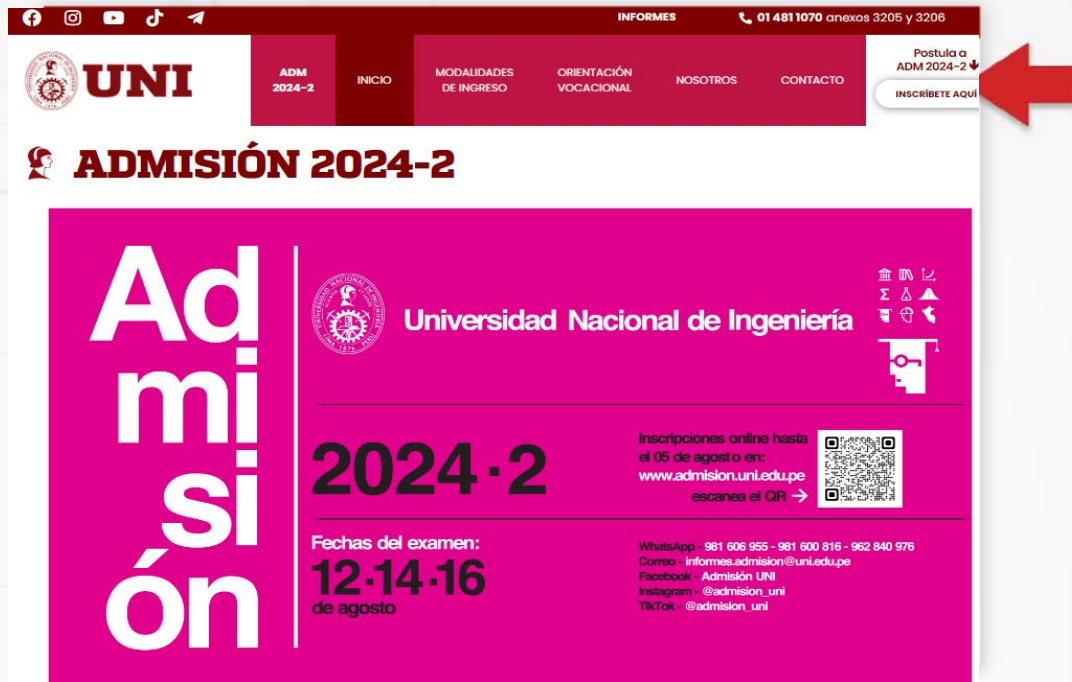 INFORMES
01 481 1070 anexos 3205 y 3206
UNI
ADM
2024-2
INICIO
MODALIDADES
DE INGRESO
ORIENTACIÓN
VOCACIONAL
NOSOTROS
CONTACTO
Postula a
ADM 2024-2
INSCRÍBETE AQUÍ
ADMISIÓN 2024-2
Ad
mi
si
ón
Universidad Nacional de Ingeniería
2024·2
Inscripciones online hasta
el 05 de agosto en:
www.admision.uni.edu.pe
escanea el QR →
Fechas del examen:
12·14·16
de agosto
WhatsApp - 981 606 955 - 981 600 816 - 962 840 976
Correo - informes.admision@uni.edu.pe
Facebook - Admisión UNI
Instagram - @admision_uni
TikTok - @admision_uni